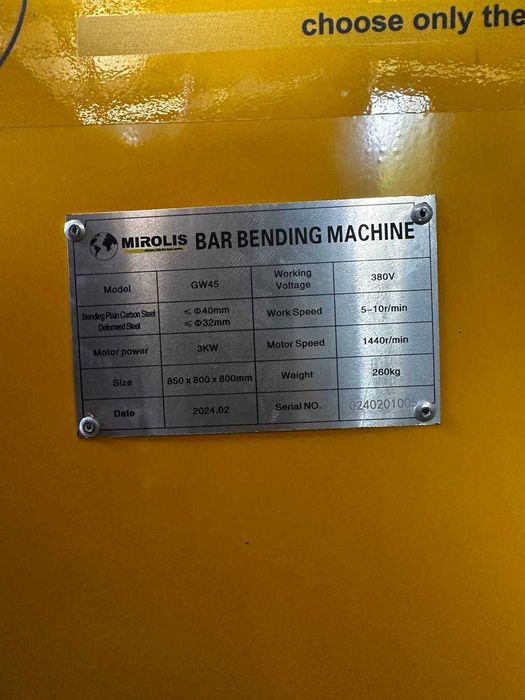 choose only the
MIROLIS BAR BENDING MACHINE
Model GW45 Working Voltage 380V
Bending Plain Carbon Steel ≤Φ40mm
Deformed Steel ≤Φ32mm
Work Speed 5-10r/min
Motor power 3KW Motor Speed 1440r/min
Size 850 x 800 x 800mm Weight 260kg
Date 2024.02 Serial NO. 0240201005